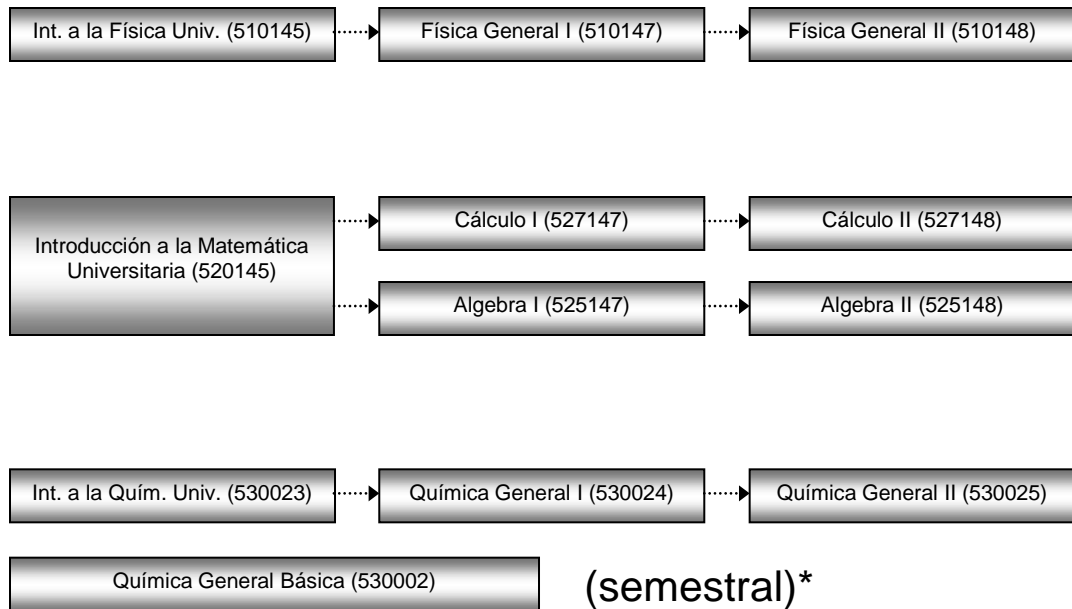 Int. a la Física Univ. (510145)
Física General I (510147)
Física General II (510148)
Introducción a la Matemática
Universitaria (520145)
Cálculo I (527147)
Cálculo II (527148)
Algebra I (525147)
Algebra II (525148)
Int. a la Quím. Univ. (530023)
Química General I (530024)
Química General II (530025)
Química General Básica (530002)
(semestral)*